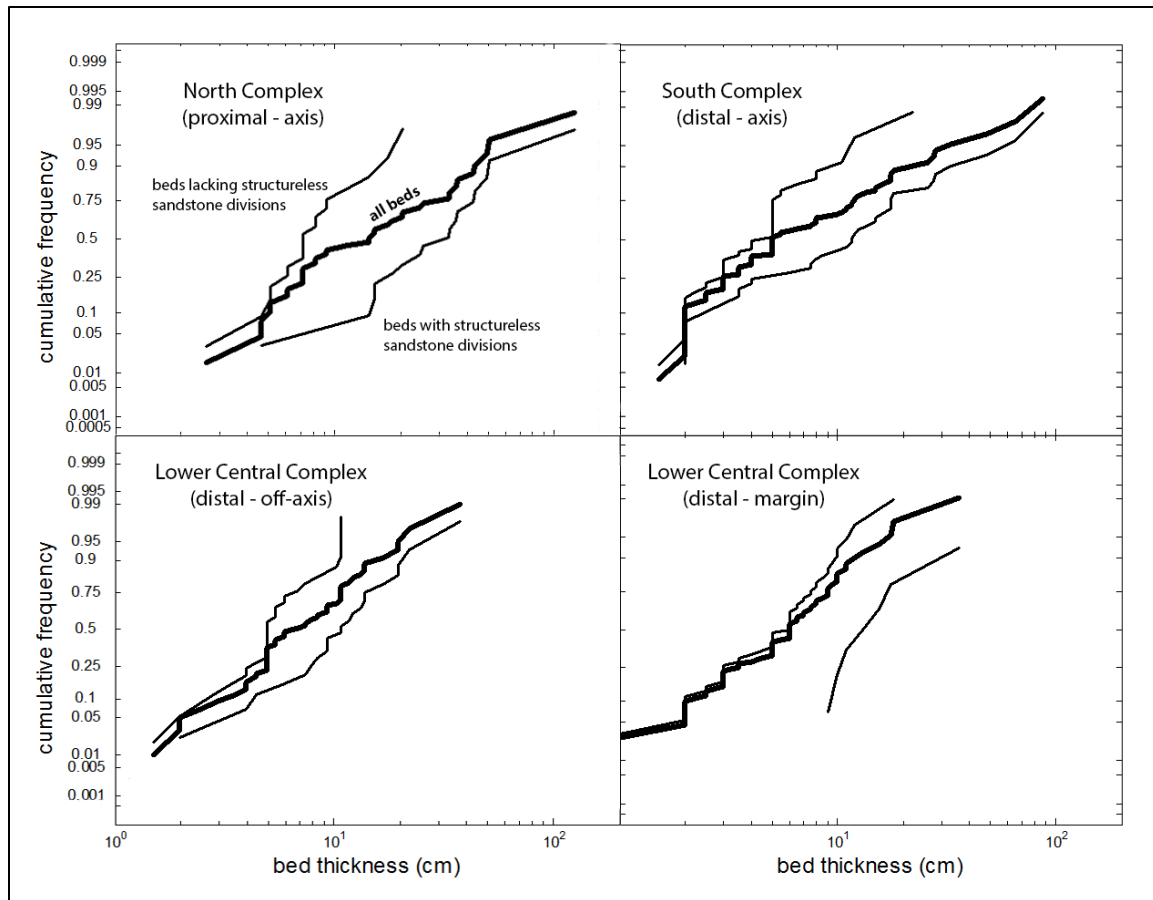 North Complex
(proximal - axis)
beds lacking structureless
sandstone divisions
all beds
beds with structureless
sandstone divisions
cumulative frequency
0.999
0.995
0.99
0.95
0.9
0.75
0.5
0.25
0.1
0.05
0.01
0.005
0.001
0.0005
South Complex
(distal - axis)
Lower Central Complex
(distal - off-axis)
cumulative frequency
0.999
0.995
0.99
0.95
0.9
0.75
0.5
0.25
0.1
0.05
0.01
0.005
0.001
10⁰
10¹
10²
bed thickness (cm)
Lower Central Complex
(distal - margin)
10¹
10²
bed thickness (cm)